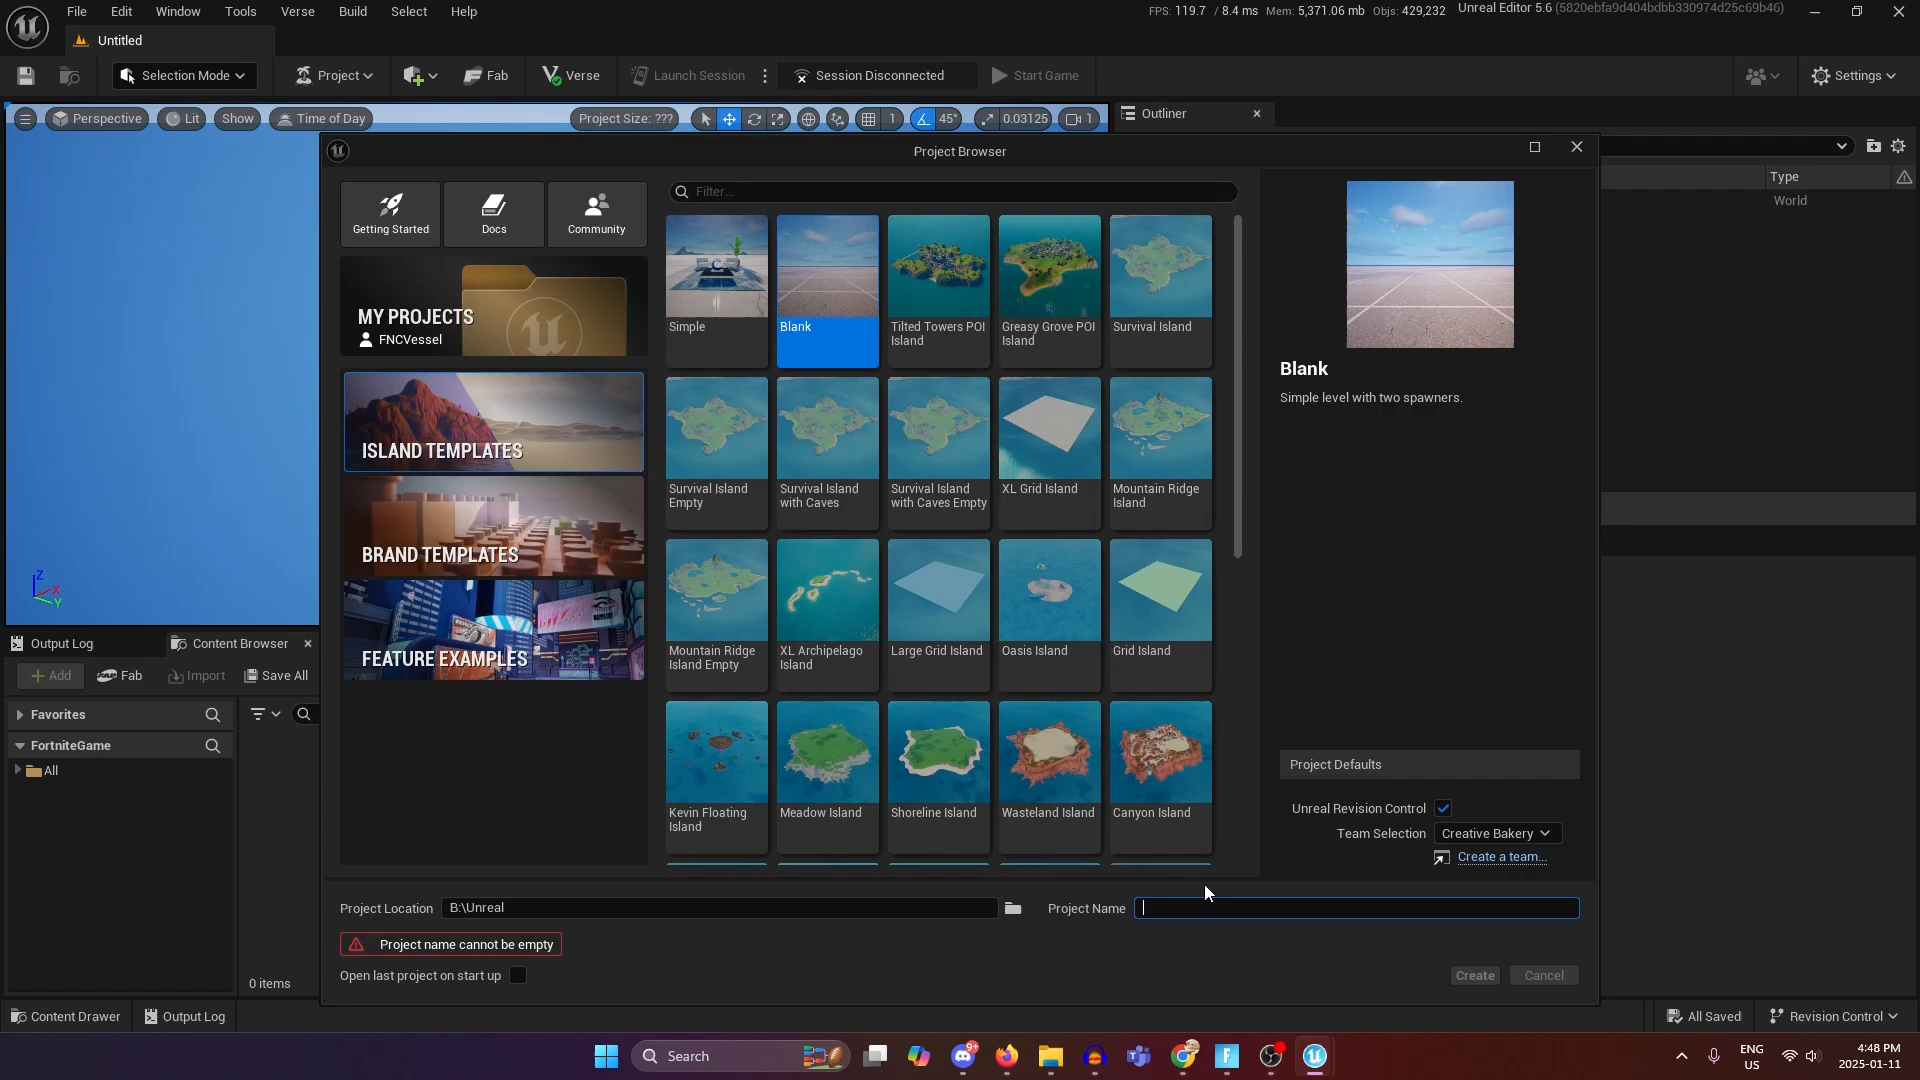 File Edit Window Tools Verse Build Select Help
FPS: 119.7 / 8.4 ms Mem: 5,371.06 mb Objs: 429,232 Unreal Editor 5.6 (5820ebfa9d404bdbb330974d25c69b46)
Untitled
Selection Mode Project Fab Verse Launch Session Session Disconnected Start Game Settings
Perspective Lit Show Time of Day Project Size: ??? 1 45° 0.03125 1
Outliner
Project Browser
Type
World
Getting Started Docs Community
Filter...
MY PROJECTS
FNCVessel
ISLAND TEMPLATES
BRAND TEMPLATES
FEATURE EXAMPLES
Simple
Blank
Tilted Towers POI
Island
Greasy Grove POI
Island
Survival Island
Survival Island
Empty
Survival Island
with Caves
Survival Island
with Caves Empty
XL Grid Island
Mountain Ridge
Island
Mountain Ridge
Island Empty
XL Archipelago
Island
Large Grid Island
Oasis Island
Grid Island
Kevin Floating
Island
Meadow Island
Shoreline Island
Wasteland Island
Canyon Island
Blank
Simple level with two spawners.
Project Defaults
Unreal Revision Control
Team Selection Creative Bakery
Create a team...
Project Location B:\Unreal
Project Name
Project name cannot be empty
Open last project on start up
Create Cancel
Z
X
Y
Output Log Content Browser
Add Fab Import Save All
Favorites
FortniteGame
All
0 items
Content Drawer Output Log All Saved Revision Control
Search
9+
ENG
US
4:48 PM
2025-01-11